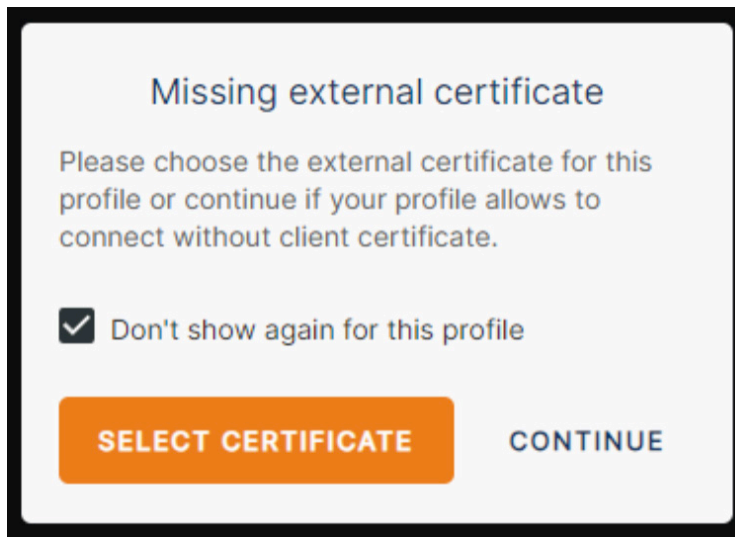 Missing external certificate
Please choose the external certificate for this
profile or continue if your profile allows to
connect without client certificate.
Don't show again for this profile
SELECT CERTIFICATE
CONTINUE